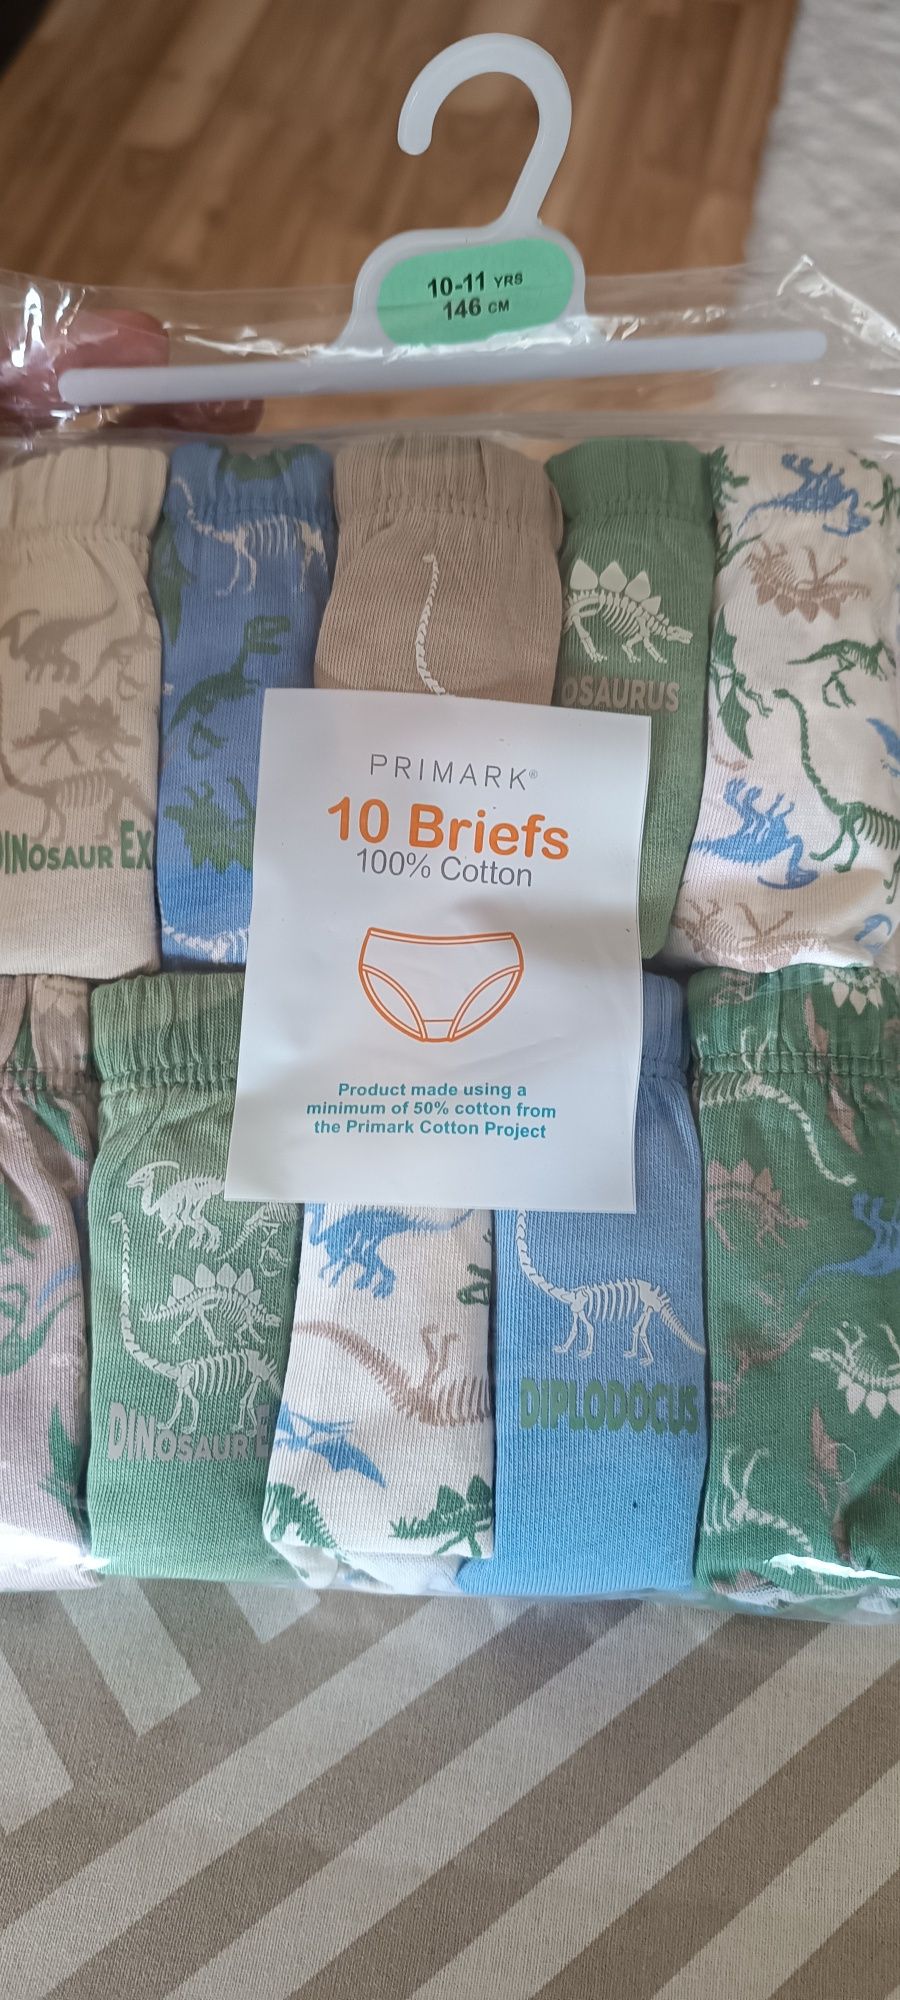 10-11 YRS
146 CM
OSAURUS
PRIMARK®
10 Briefs
100% Cotton
DINOSAUR EX
Product made using a
minimum of 50% cotton from
the Primark Cotton Project
DIPLODOCUS
DINOSAUR E